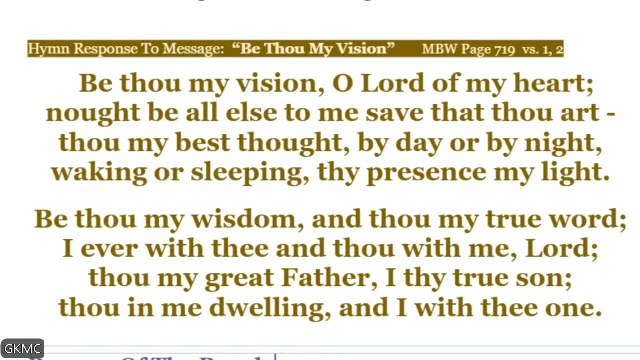 Hymn Response To Message: “Be Thou My Vision” MBW Page 719 vs. 1, 2
Be thou my vision, O Lord of my heart;
nought be all else to me save that thou art -
thou my best thought, by day or by night,
waking or sleeping, thy presence my light.
Be thou my wisdom, and thou my true word;
I ever with thee and thou with me, Lord;
thou my great Father, I thy true son;
thou in me dwelling, and I with thee one.
GKMC